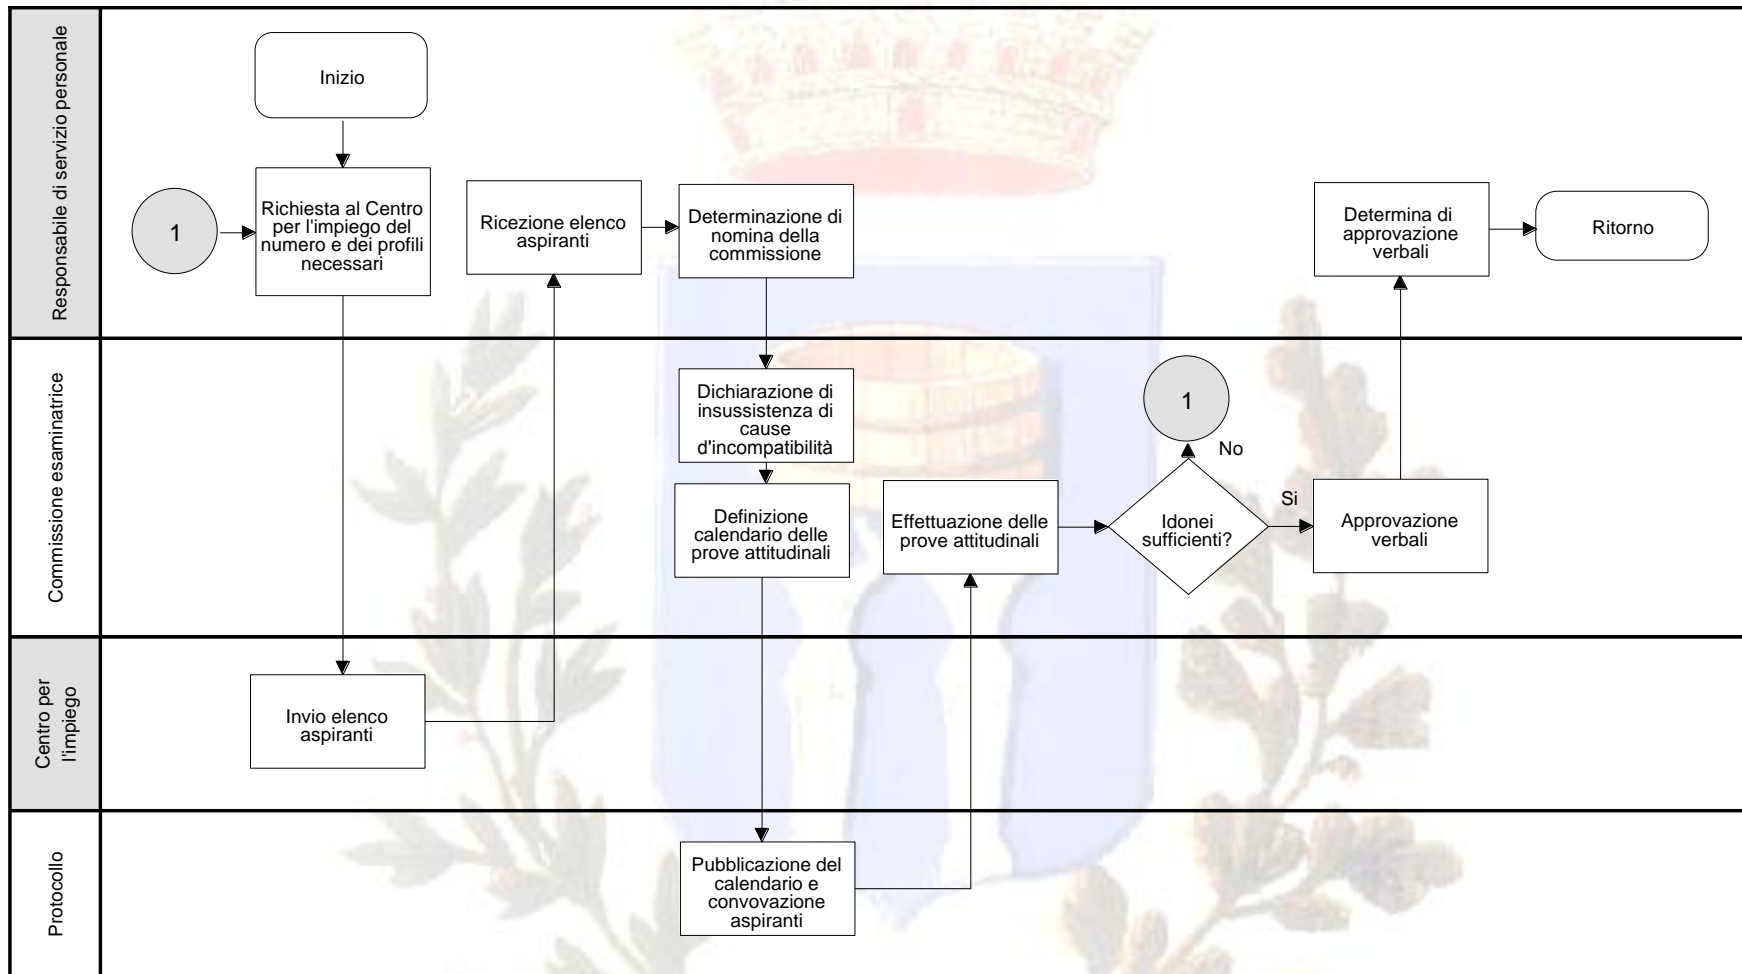 Responsabile di servizio personale
Inizio
1
Richiesta al Centro
per l'impiego del
numero e dei profili
necessari
Ricezione elenco
aspiranti
Determinazione di
nomina della
commissione
Determina di
approvazione
verbali
Ritorno
Commissione esaminatrice
Dichiarazione di
insussistenza di
cause
d'incompatibilità
Definizione
calendario delle
prove attitudinali
Effettuazione delle
prove attitudinali
1
No
Idonei
sufficienti?
Si
Approvazione
verbali
Centro per
l'impiego
Invio elenco
aspiranti
Protocollo
Pubblicazione del
calendario e
convovazione
aspiranti